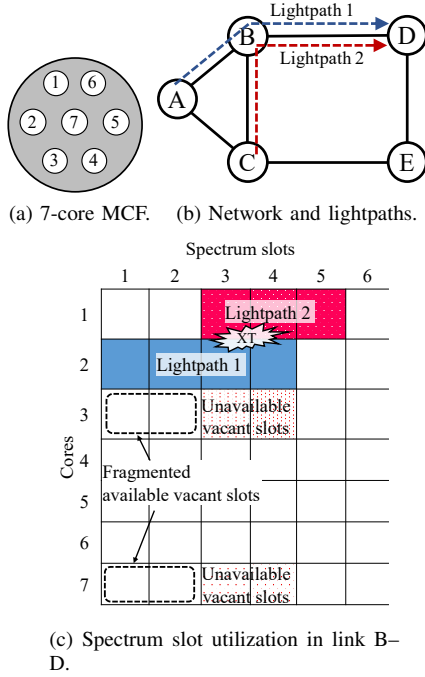 1 6
2 7 5
3 4
(a) 7-core MCF.
Lightpath 1
B
D
Lightpath 2
A
C
E
(b) Network and lightpaths.
Spectrum slots
1 2 3 4 5 6
Cores
1
Lightpath 2
XT
2
Lightpath 1
3
Unavailable
vacant slots
4
Fragmented
available vacant slots
5
6
7
Unavailable
vacant slots
(c) Spectrum slot utilization in link B–
D.